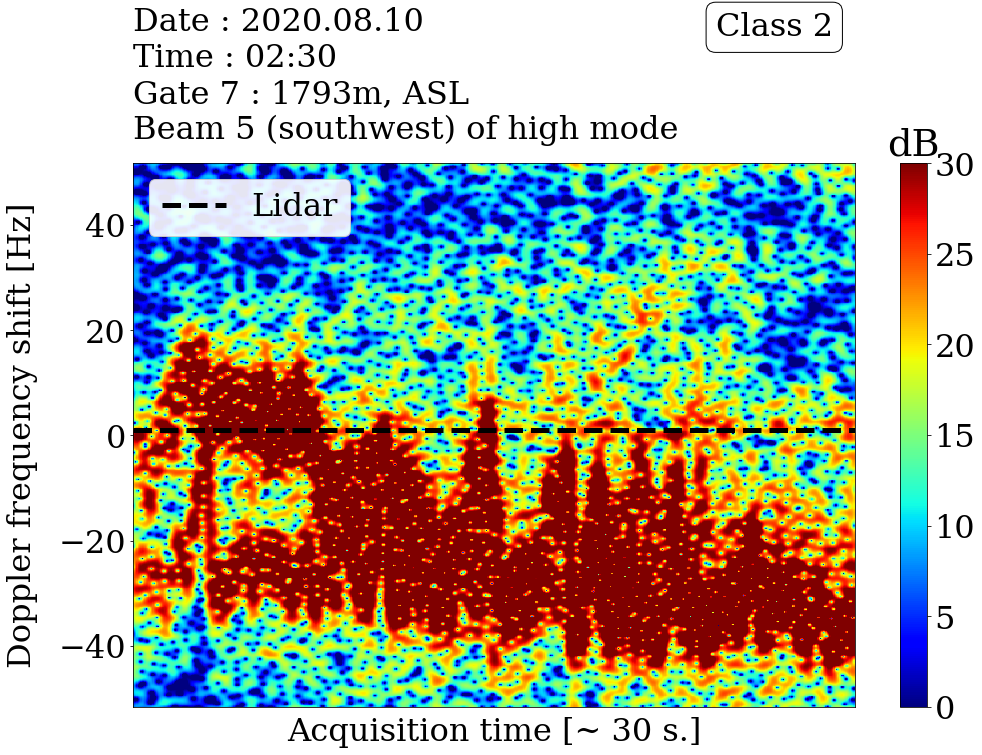 Date : 2020.08.10
Time : 02:30
Gate 7 : 1793m, ASL
Beam 5 (southwest) of high mode
Class 2
dB
Lidar
Doppler frequency shift [Hz]
40
20
0
−20
−40
30
25
20
15
10
5
0
Acquisition time [~ 30 s.]